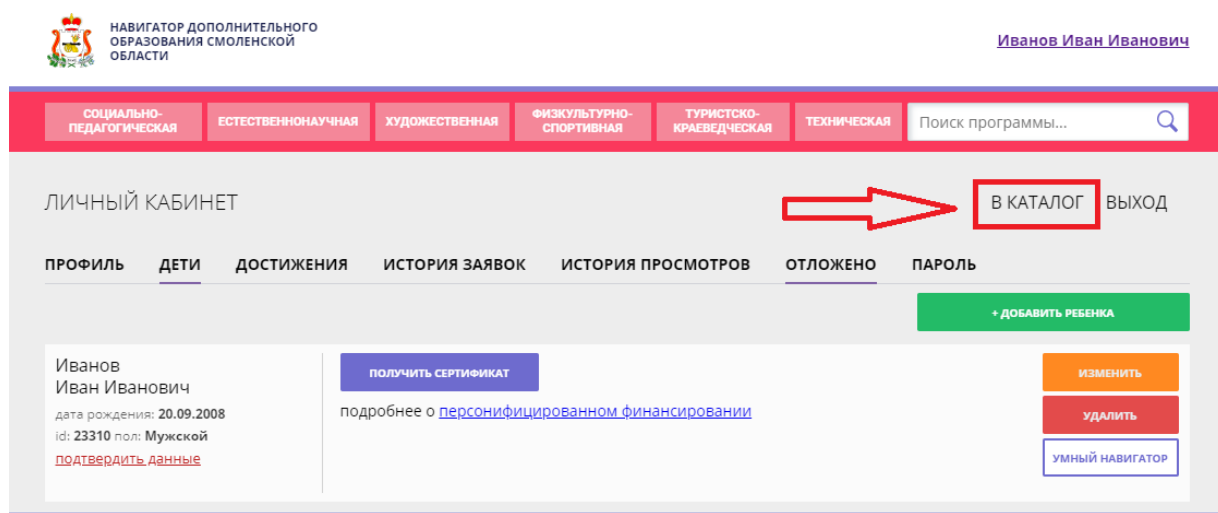 НАВИГАТОР ДОПОЛНИТЕЛЬНОГО
ОБРАЗОВАНИЯ СМОЛЕНСКОЙ
ОБЛАСТИ
Иванов Иван Иванович
СОЦИАЛЬНО-
ПЕДАГОГИЧЕСКАЯ
ЕСТЕСТВЕННОНАУЧНАЯ
ХУДОЖЕСТВЕННАЯ
ФИЗКУЛЬТУРНО-
СПОРТИВНАЯ
ТУРИСТСКО-
КРАЕВЕДЧЕСКАЯ
ТЕХНИЧЕСКАЯ
Поиск программы...
ЛИЧНЫЙ КАБИНЕТ
В КАТАЛОГ
ВЫХОД
ПРОФИЛЬ ДЕТИ ДОСТИЖЕНИЯ ИСТОРИЯ ЗАЯВОК ИСТОРИЯ ПРОСМОТРОВ ОТЛОЖЕНО ПАРОЛЬ
+ ДОБАВИТЬ РЕБЕНКА
Иванов
Иван Иванович
дата рождения: 20.09.2008
id: 23310 пол: Мужской
подтвердить данные
ПОЛУЧИТЬ СЕРТИФИКАТ
подробнее о персонифицированном финансировании
ИЗМЕНИТЬ
УДАЛИТЬ
УМНЫЙ НАВИГАТОР